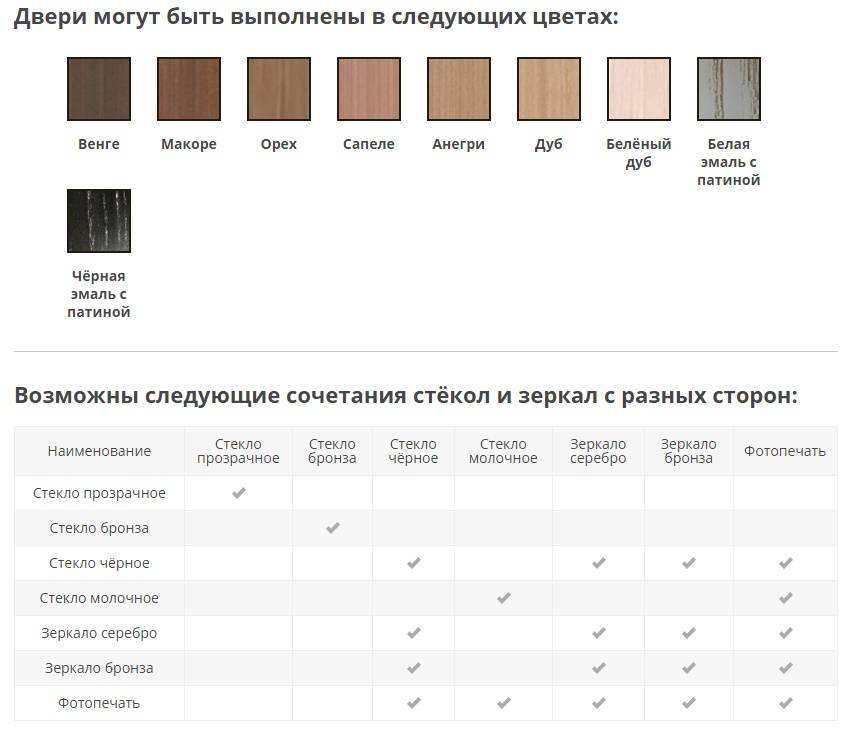 Двери могут быть выполнены в следующих цветах:
Венге
Макоре
Орех
Сапеле
Анегри
Дуб
Белёный
дуб
Белая
эмаль с
патиной
Чёрная
эмаль с
патиной
Возможны следующие сочетания стёкол и зеркал с разных сторон:
Наименование
Стекло
прозрачное
Стекло
бронза
Стекло
чёрное
Стекло
молочное
Зеркало
серебро
Зеркало
бронза
Фотопечать
Стекло прозрачное
Стекло бронза
Стекло чёрное
Стекло молочное
Зеркало серебро
Зеркало бронза
Фотопечать